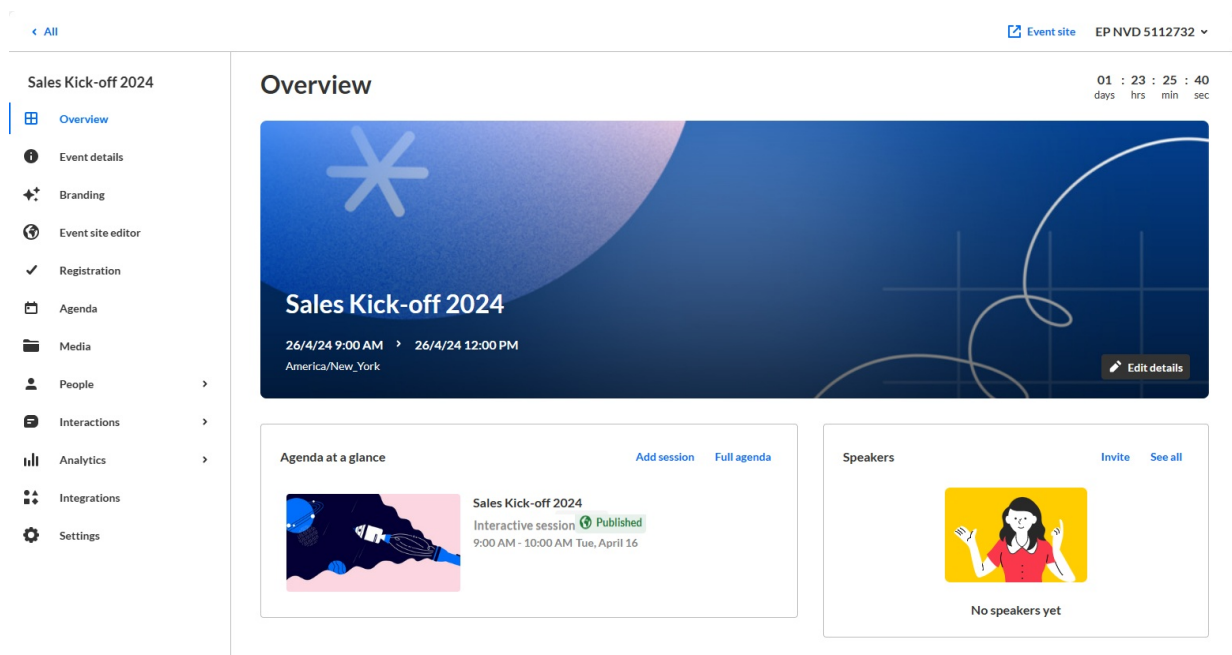 All
Event site EP NVD 5112732
Sales Kick-off 2024
Overview
Event details
Branding
Event site editor
Registration
Agenda
Media
People
Interactions
Analytics
Integrations
Settings
Overview
01 : 23 : 25 : 40
days hrs min sec
Sales Kick-off 2024
26/4/24 9:00 AM > 26/4/24 12:00 PM
America/New_York
Edit details
Agenda at a glance Add session Full agenda
Sales Kick-off 2024
Interactive session Published
9:00 AM - 10:00 AM Tue, April 16
Speakers Invite See all
No speakers yet